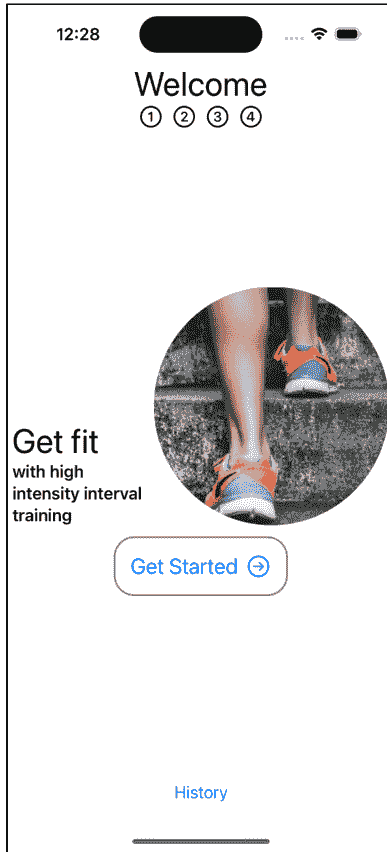 12:28
Welcome
1 2 3 4
Get fit
with high
intensity interval
training
Get Started
History